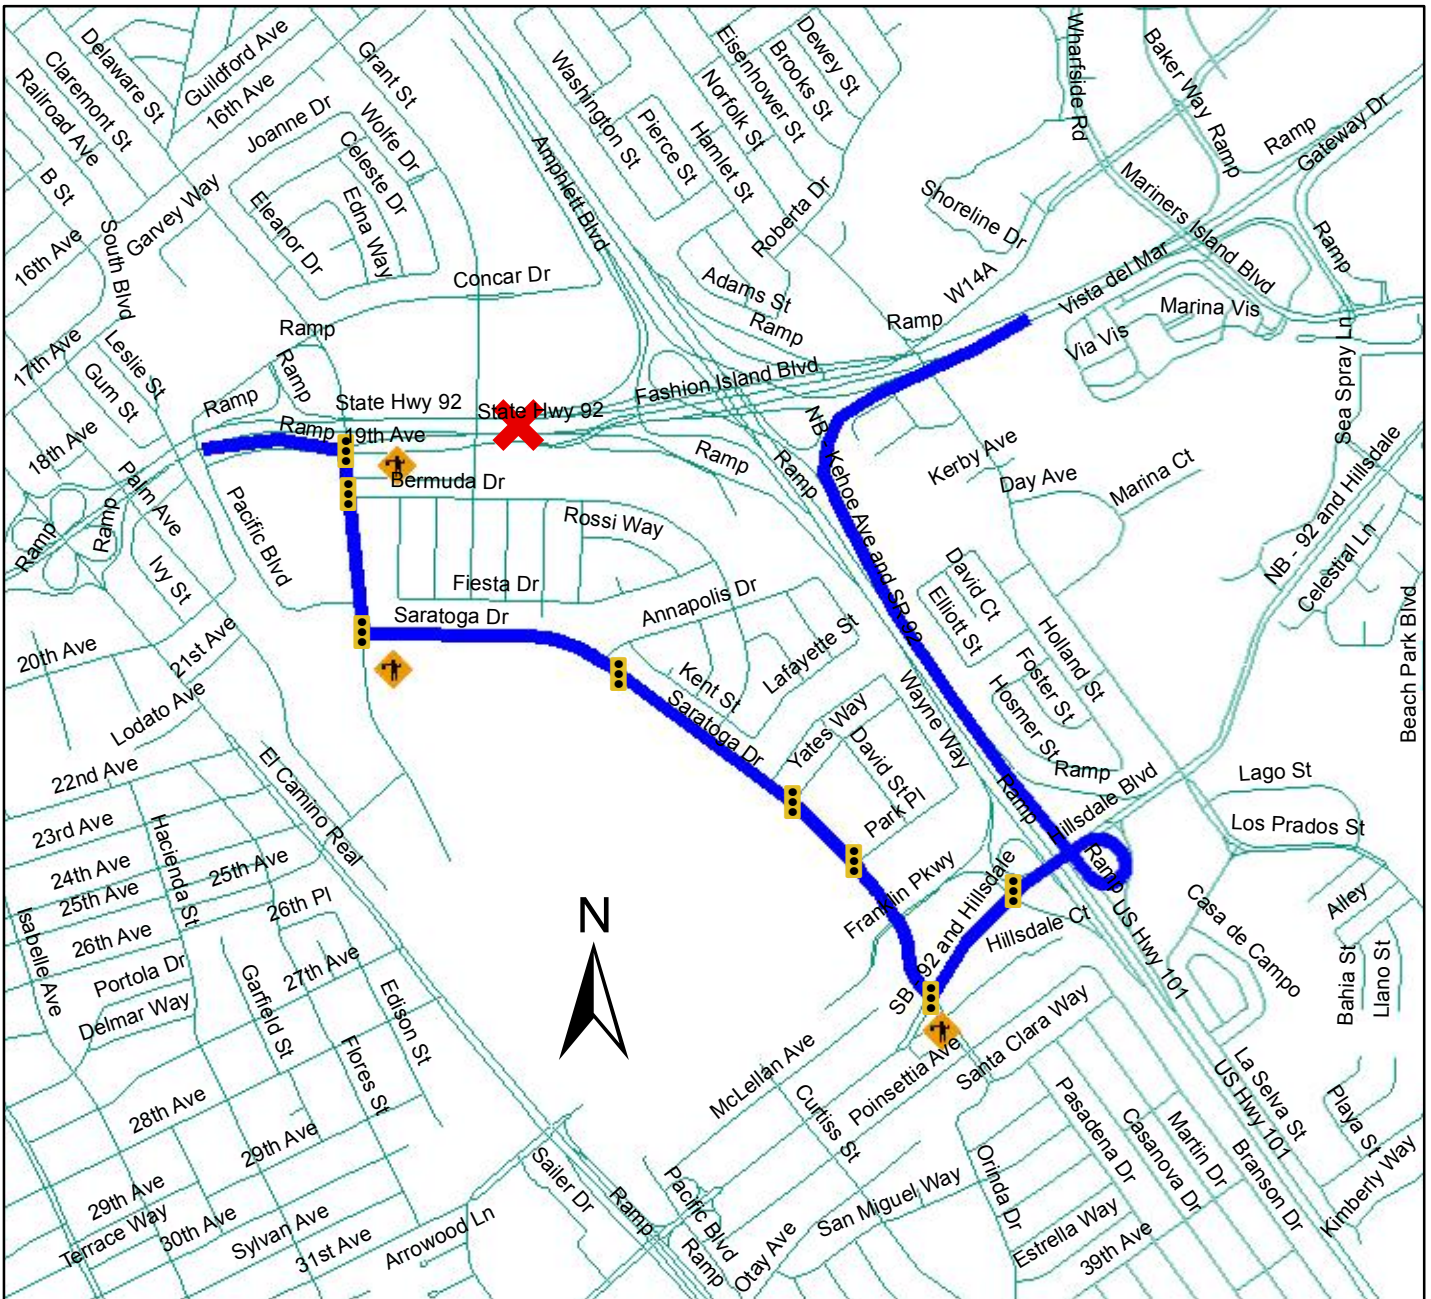 Delaware St
Claremont St
Railroad Ave
B St
Guildford Ave
16th Ave
Grant St
Joanne Dr
Wolfe Dr
Celeste Dr
Edna Way
Eleanor Dr
Garvey Way
South Blvd
16th Ave
17th Ave
Leslie St
Gum St
18th Ave
Concar Dr
Amphlett Blvd
Washington St
Pierce St
Hamlet St
Norfolk St
Eisenhower St
Brooks St
Dewey St
Roberta Dr
Adams St
Ramp
Wharfside Rd
Baker Way
Ramp
Ramp
Gateway Dr
Mariners Island Blvd
Shoreline Dr
W14A
Vista del Mar
Ramp
Marina Vis
Via Vis
Sea Spray Ln
Ramp
Ramp
Ramp
Ramp
Ramp
State Hwy 92
State Hwy 92
Fashion Island Blvd
Ramp
19th Ave
Bermuda Dr
Ramp
Ramp
NB
Kehoe Ave and SR 92
Kerby Ave
Day Ave
Marina Ct
NB - 92 and Hillsdale
Celestial Ln
Beach Park Blvd
Palm Ave
Pacific Blvd
Ramp
Ramp
Ivy St
Rossi Way
Fiesta Dr
Saratoga Dr
Annapolis Dr
Lafayette St
Kent St
Saratoga Dr
20th Ave
21st Ave
Lodato Ave
22nd Ave
23rd Ave
24th Ave
25th Ave
25th Ave
26th Ave
26th Pl
27th Ave
Hacienda St
El Camino Real
Isabelle Ave
Portola Dr
Delmar Way
Garfield St
Edison St
Flores St
28th Ave
29th Ave
29th Ave
Terrace Way
30th Ave
Sylvan Ave
31st Ave
Arrowood Ln
Sailer Dr
Ramp
Pacific Blvd
Ramp
Otay Ave
David Ct
Elliott St
Holland St
Foster St
Hosmer St
Wayne Way
Yates Way
David St
Park Pl
Ramp
Ramp
Hillsdale Blvd
Lago St
Los Prados St
Franklin Pkwy
SB 92 and Hillsdale
Hillsdale Ct
Ramp
US Hwy 101
Casa de Campo
Alley
Bahia St
Llano St
N
McLellan Ave
Poinsettia Ave
Santa Clara Way
Curtiss St
San Miguel Way
Orinda Dr
Pasadena Dr
Casanova Dr
Martin Dr
Branson Dr
US Hwy 101
La Selva St
Playa St
Kimberly Way
Estrella Way
39th Ave